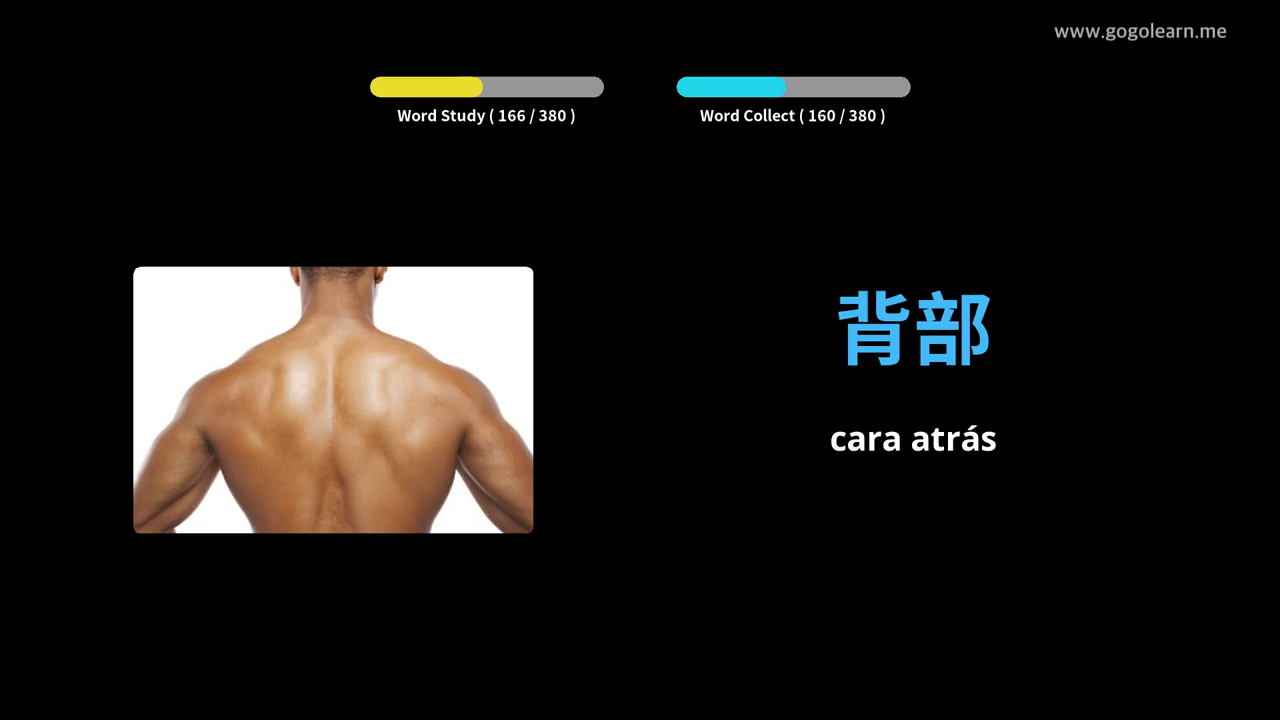 www.gogolearn.me
Word Study ( 166 / 380 )
Word Collect ( 160 / 380 )
背部
cara atrás